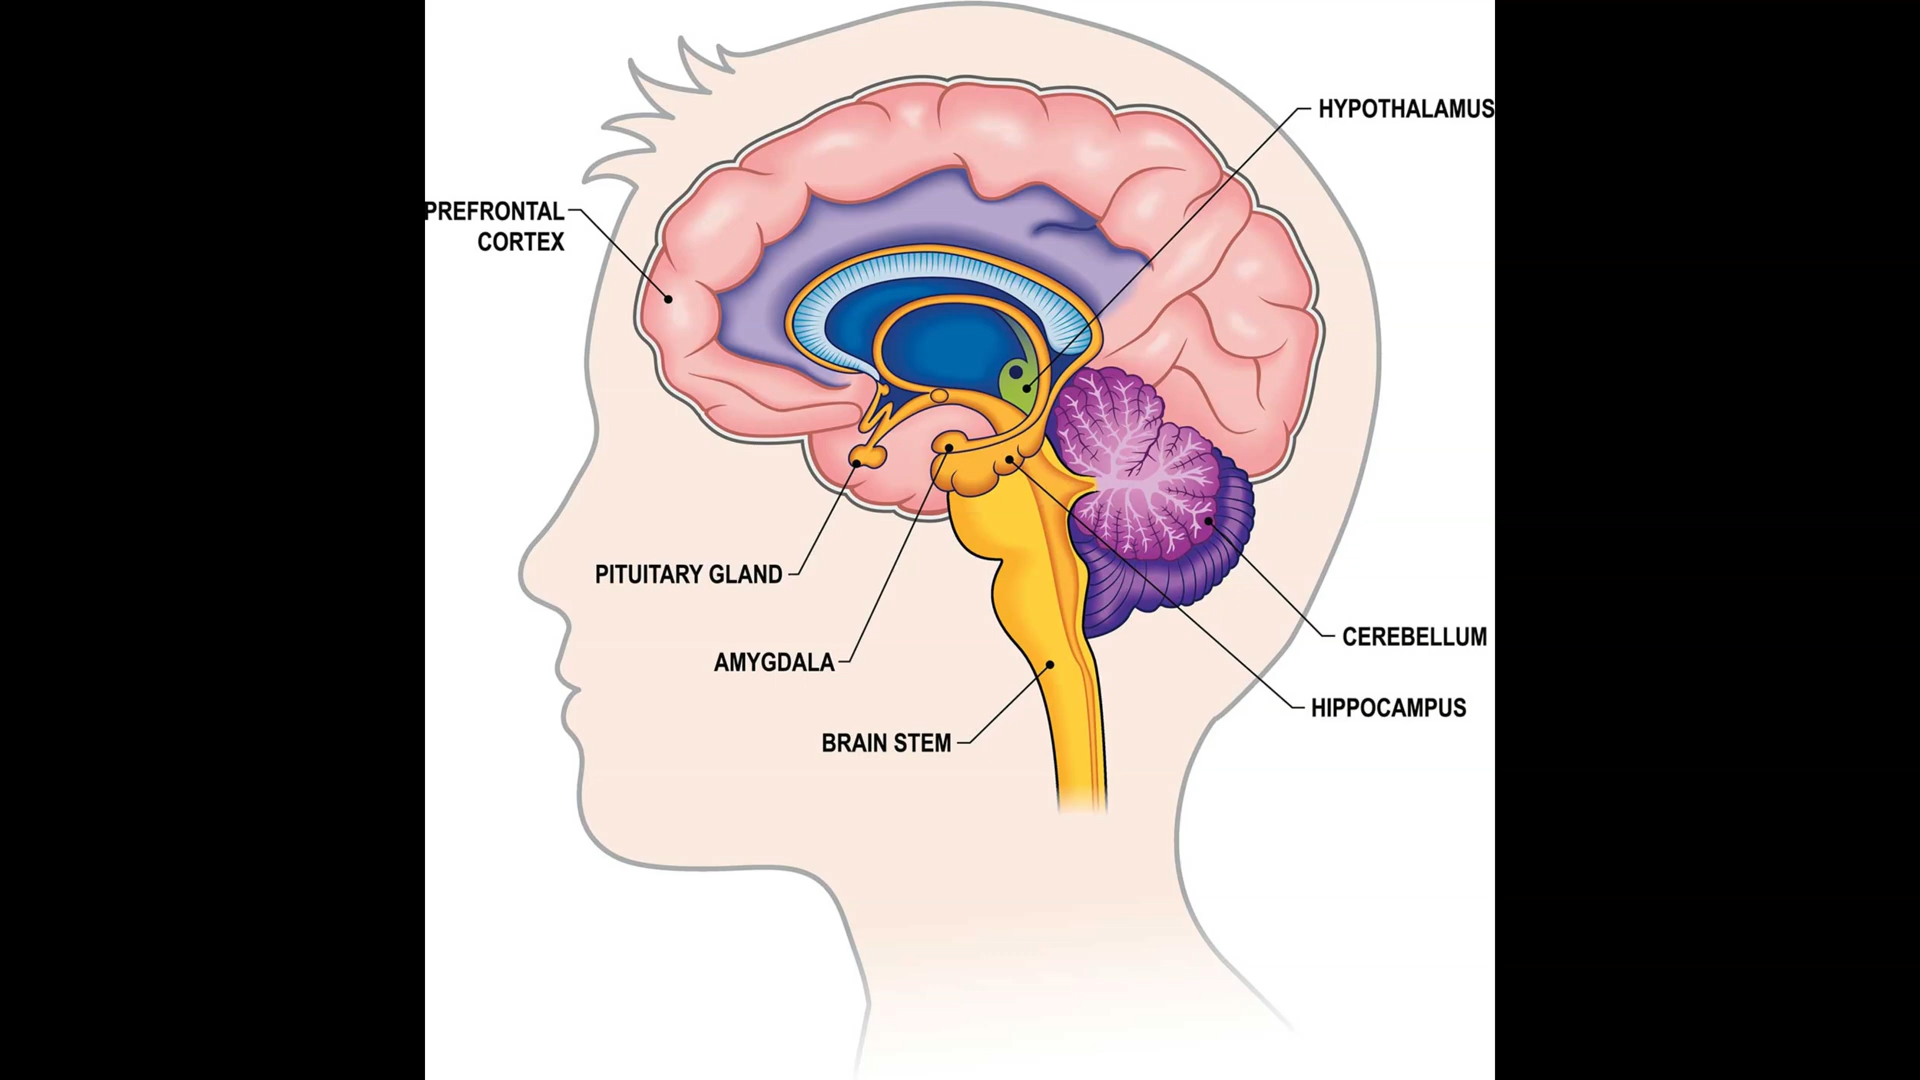 HYPOTHALAMUS
PREFRONTAL
CORTEX
PITUITARY GLAND
CEREBELLUM
AMYGDALA
HIPPOCAMPUS
BRAIN STEM